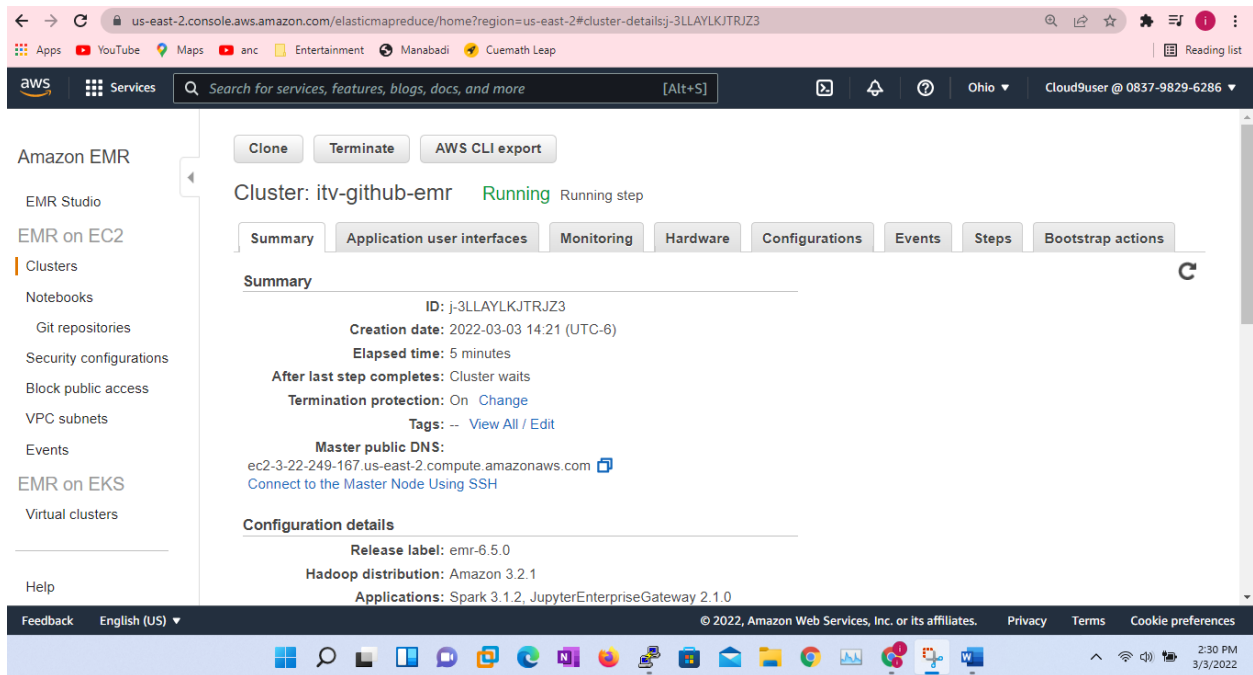 us-east-2.console.aws.amazon.com/elasticmapreduce/home?region=us-east-2#cluster-details:j-3LLAYLKJTRJZ3
Apps YouTube Maps anc Entertainment Manabadi Cuemath Leap Reading list
aws Services Search for services, features, blogs, docs, and more [Alt+S] Ohio ▼ Cloud9user @ 0837-9829-6286 ▼
Amazon EMR
EMR Studio
EMR on EC2
Clusters
Notebooks
Git repositories
Security configurations
Block public access
VPC subnets
Events
EMR on EKS
Virtual clusters
Help
Clone Terminate AWS CLI export
Cluster: itv-github-emr Running Running step
Summary Application user interfaces Monitoring Hardware Configurations Events Steps Bootstrap actions
Summary
ID: j-3LLAYLKJTRJZ3
Creation date: 2022-03-03 14:21 (UTC-6)
Elapsed time: 5 minutes
After last step completes: Cluster waits
Termination protection: On Change
Tags: -- View All / Edit
Master public DNS:
ec2-3-22-249-167.us-east-2.compute.amazonaws.com
Connect to the Master Node Using SSH
Configuration details
Release label: emr-6.5.0
Hadoop distribution: Amazon 3.2.1
Applications: Spark 3.1.2, JupyterEnterpriseGateway 2.1.0
Feedback English (US) ▼ © 2022, Amazon Web Services, Inc. or its affiliates. Privacy Terms Cookie preferences
2:30 PM
3/3/2022